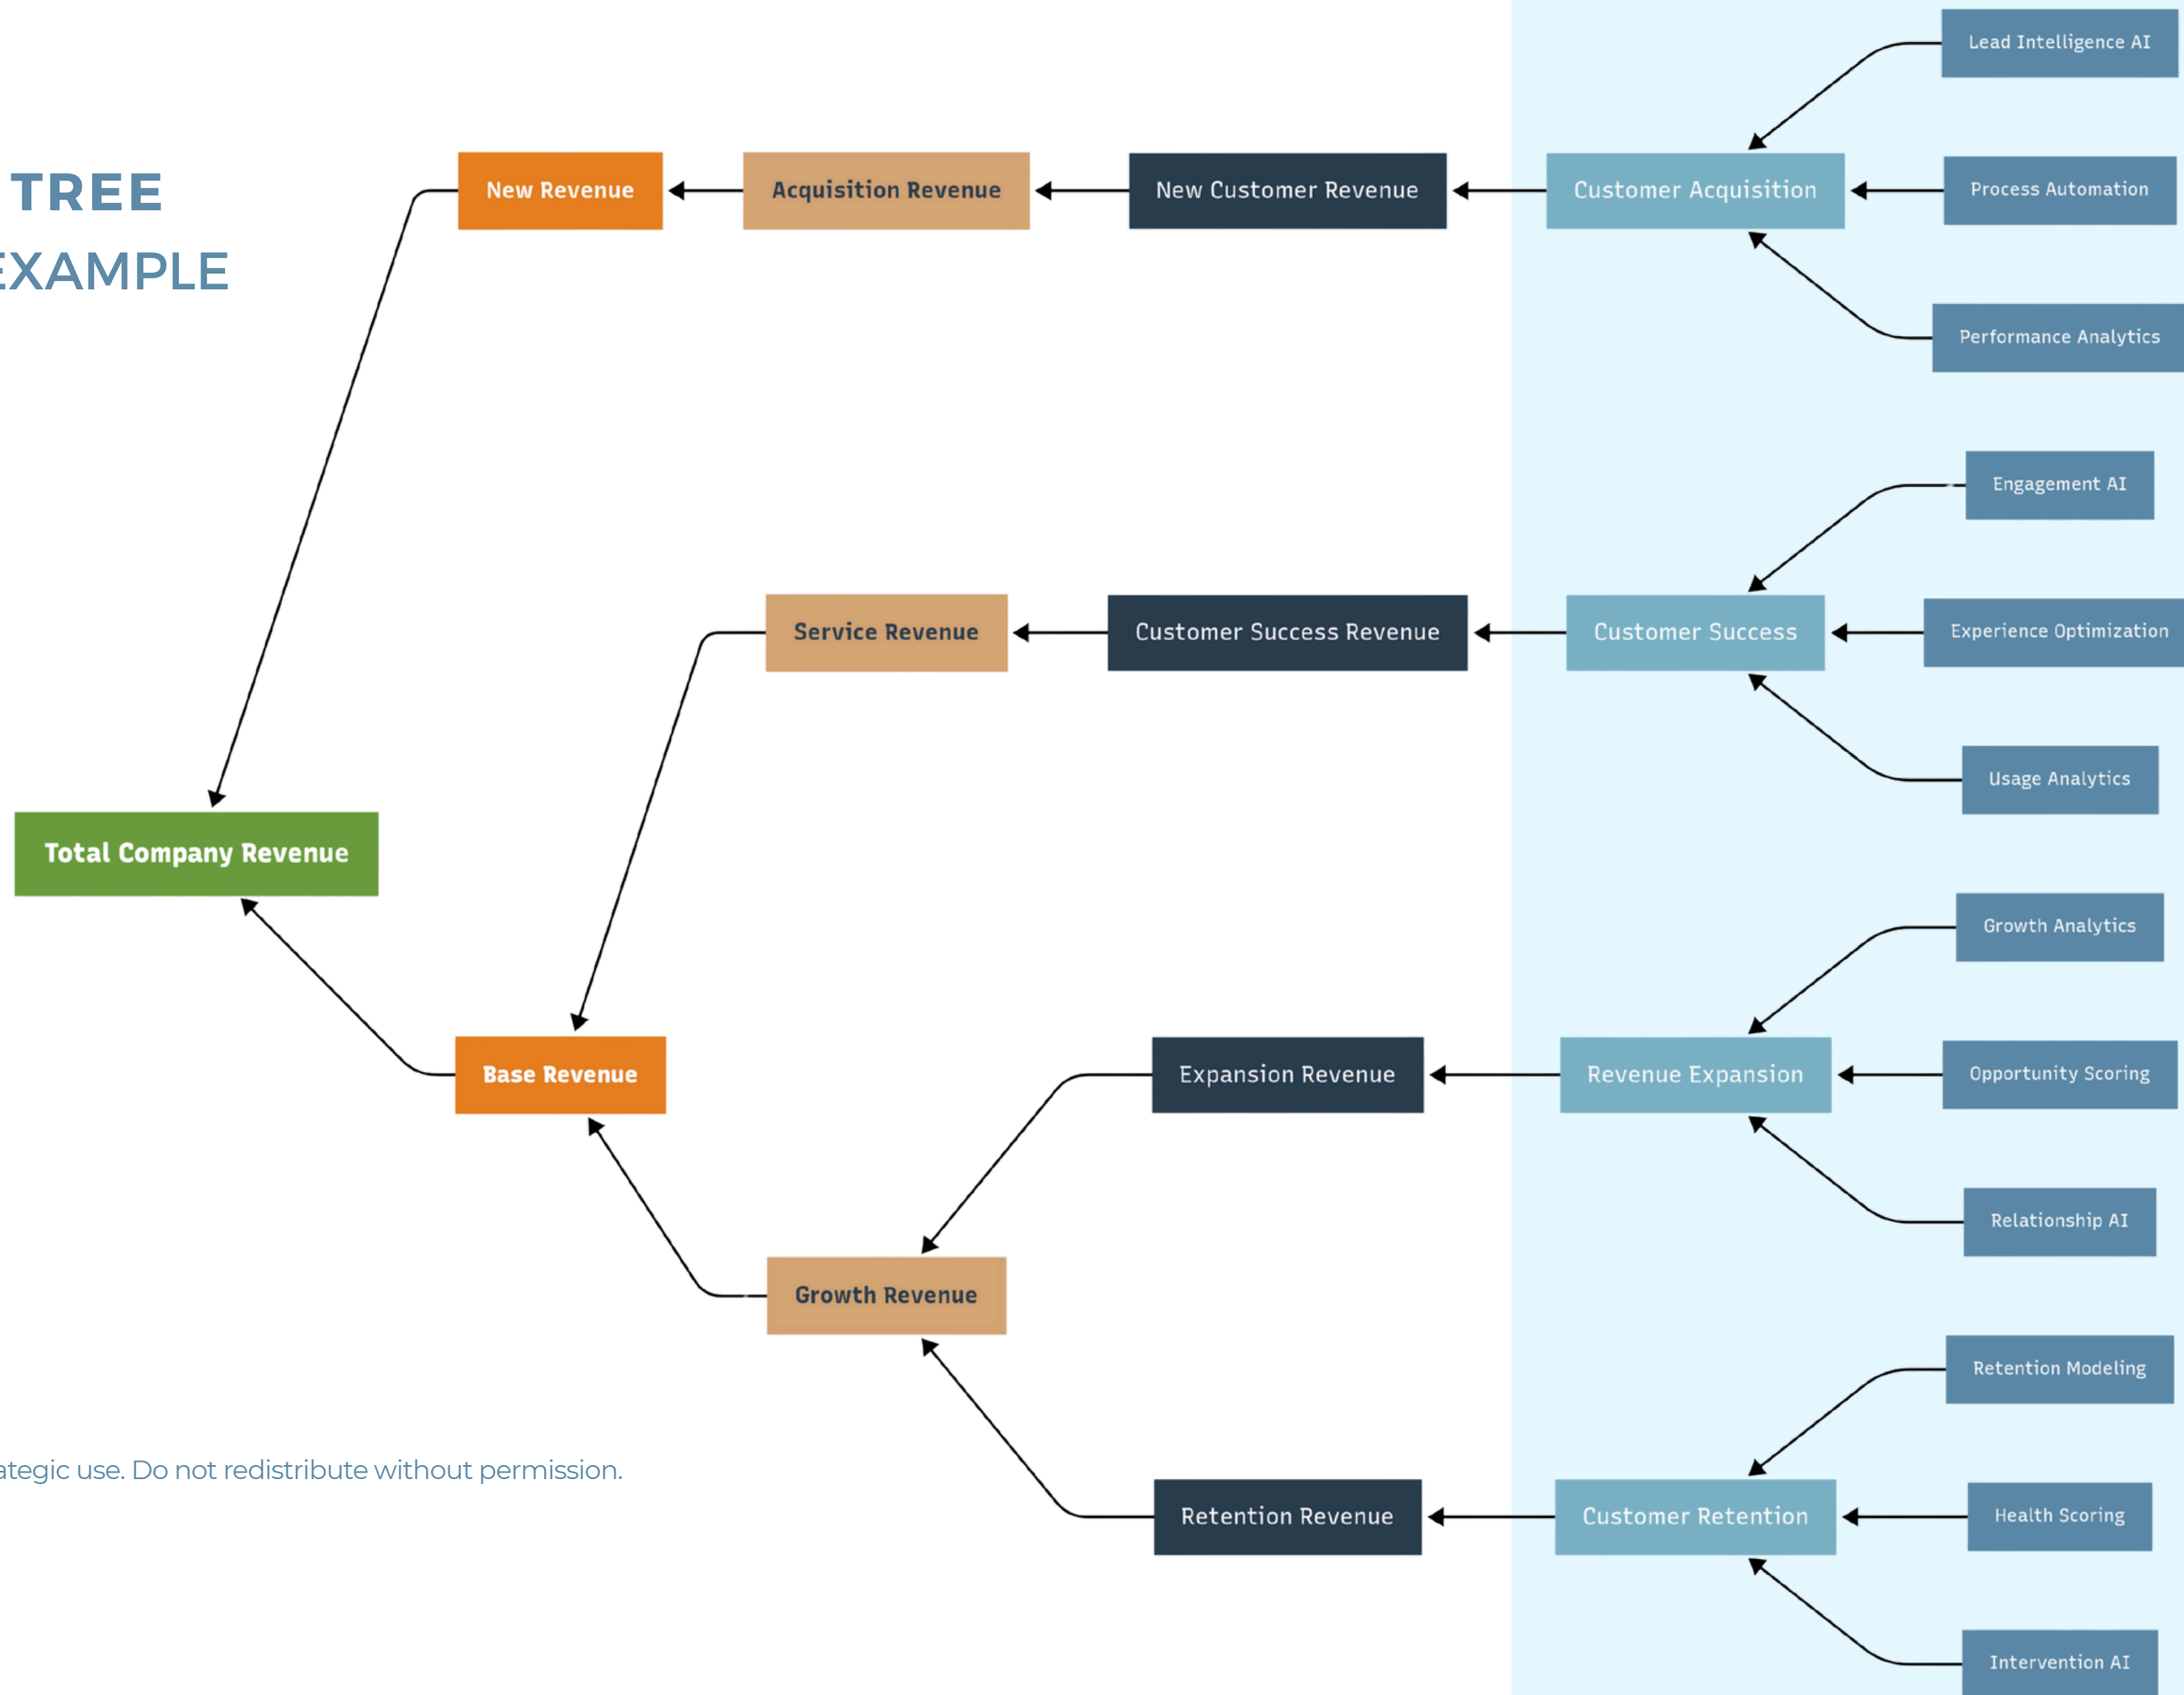 TREE
EXAMPLE
Lead Intelligence AI
New Revenue
Acquisition Revenue
New Customer Revenue
Customer Acquisition
Process Automation
Performance Analytics
Engagement AI
Service Revenue
Customer Success Revenue
Customer Success
Experience Optimization
Usage Analytics
Total Company Revenue
Growth Analytics
Base Revenue
Expansion Revenue
Revenue Expansion
Opportunity Scoring
Relationship AI
Growth Revenue
Retention Modeling
Retention Revenue
Customer Retention
Health Scoring
Intervention AI
ategic use. Do not redistribute without permission.